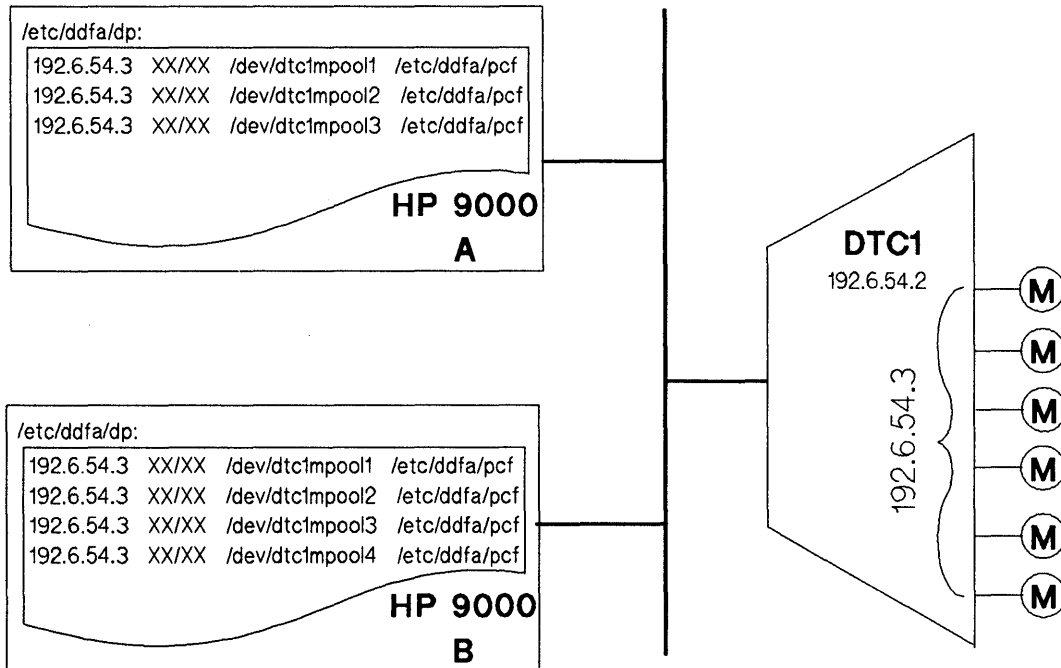 /etc/ddfa/dp:
192.6.54.3 XX/XX /dev/dtc1mpool1 /etc/ddfa/pcf
192.6.54.3 XX/XX /dev/dtc1mpool2 /etc/ddfa/pcf
192.6.54.3 XX/XX /dev/dtc1mpool3 /etc/ddfa/pcf
HP 9000
A
/etc/ddfa/dp:
192.6.54.3 XX/XX /dev/dtc1mpool1 /etc/ddfa/pcf
192.6.54.3 XX/XX /dev/dtc1mpool2 /etc/ddfa/pcf
192.6.54.3 XX/XX /dev/dtc1mpool3 /etc/ddfa/pcf
192.6.54.3 XX/XX /dev/dtc1mpool4 /etc/ddfa/pcf
HP 9000
B
DTC1
192.6.54.2
192.6.54.3
M
M
M
M
M
M